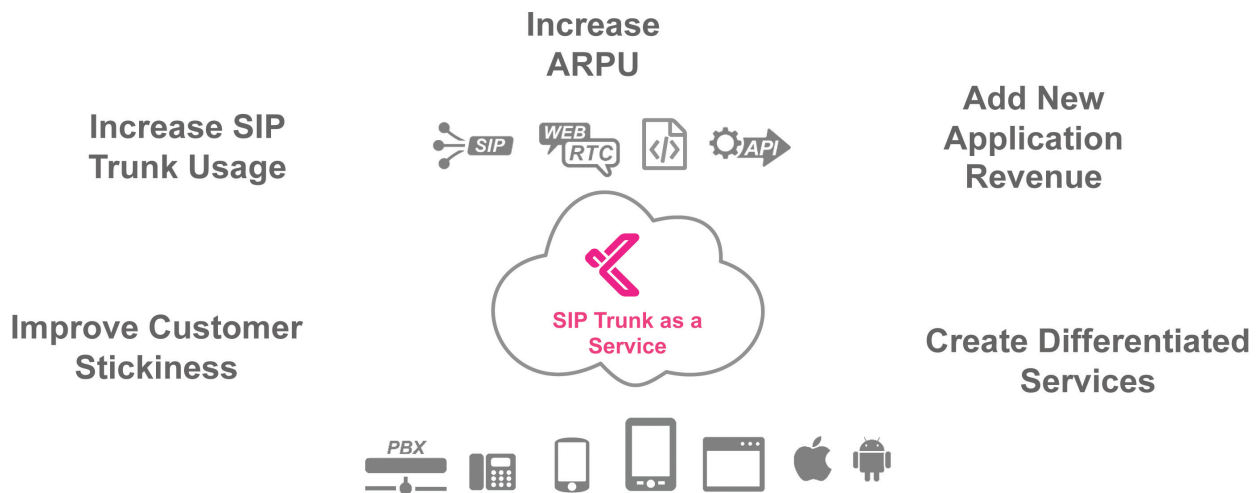 Increase
ARPU
Increase SIP
Trunk Usage
SIP
WEB
RTC
</>
API
Add New
Application
Revenue
SIP Trunk as a
Service
Improve Customer
Stickiness
Create Differentiated
Services
PBX